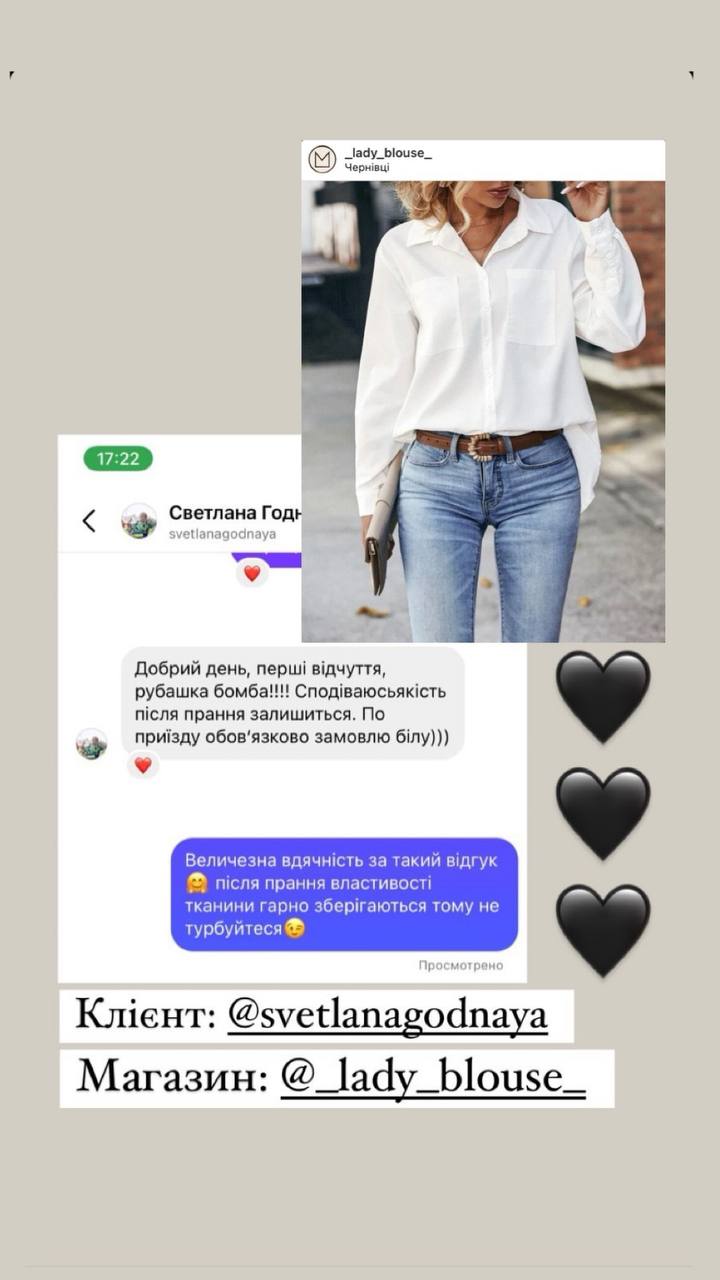 _lady_blouse_
Чернівці
17:22
Светлана Годн
svetlanagodnaya
Добрий день, перші відчуття,
рубашка бомба!!!! Сподіваюсьякість
після прання залишиться. По
приїзду обов’язково замовлю білу)))
Величезна вдячність за такий відгук
🤗 після прання властивості
тканини гарно зберігаються тому не
турбуйтеся😉
Просмотрено
Клієнт: @svetlanagodnaya
Магазин: @_lady_blouse_